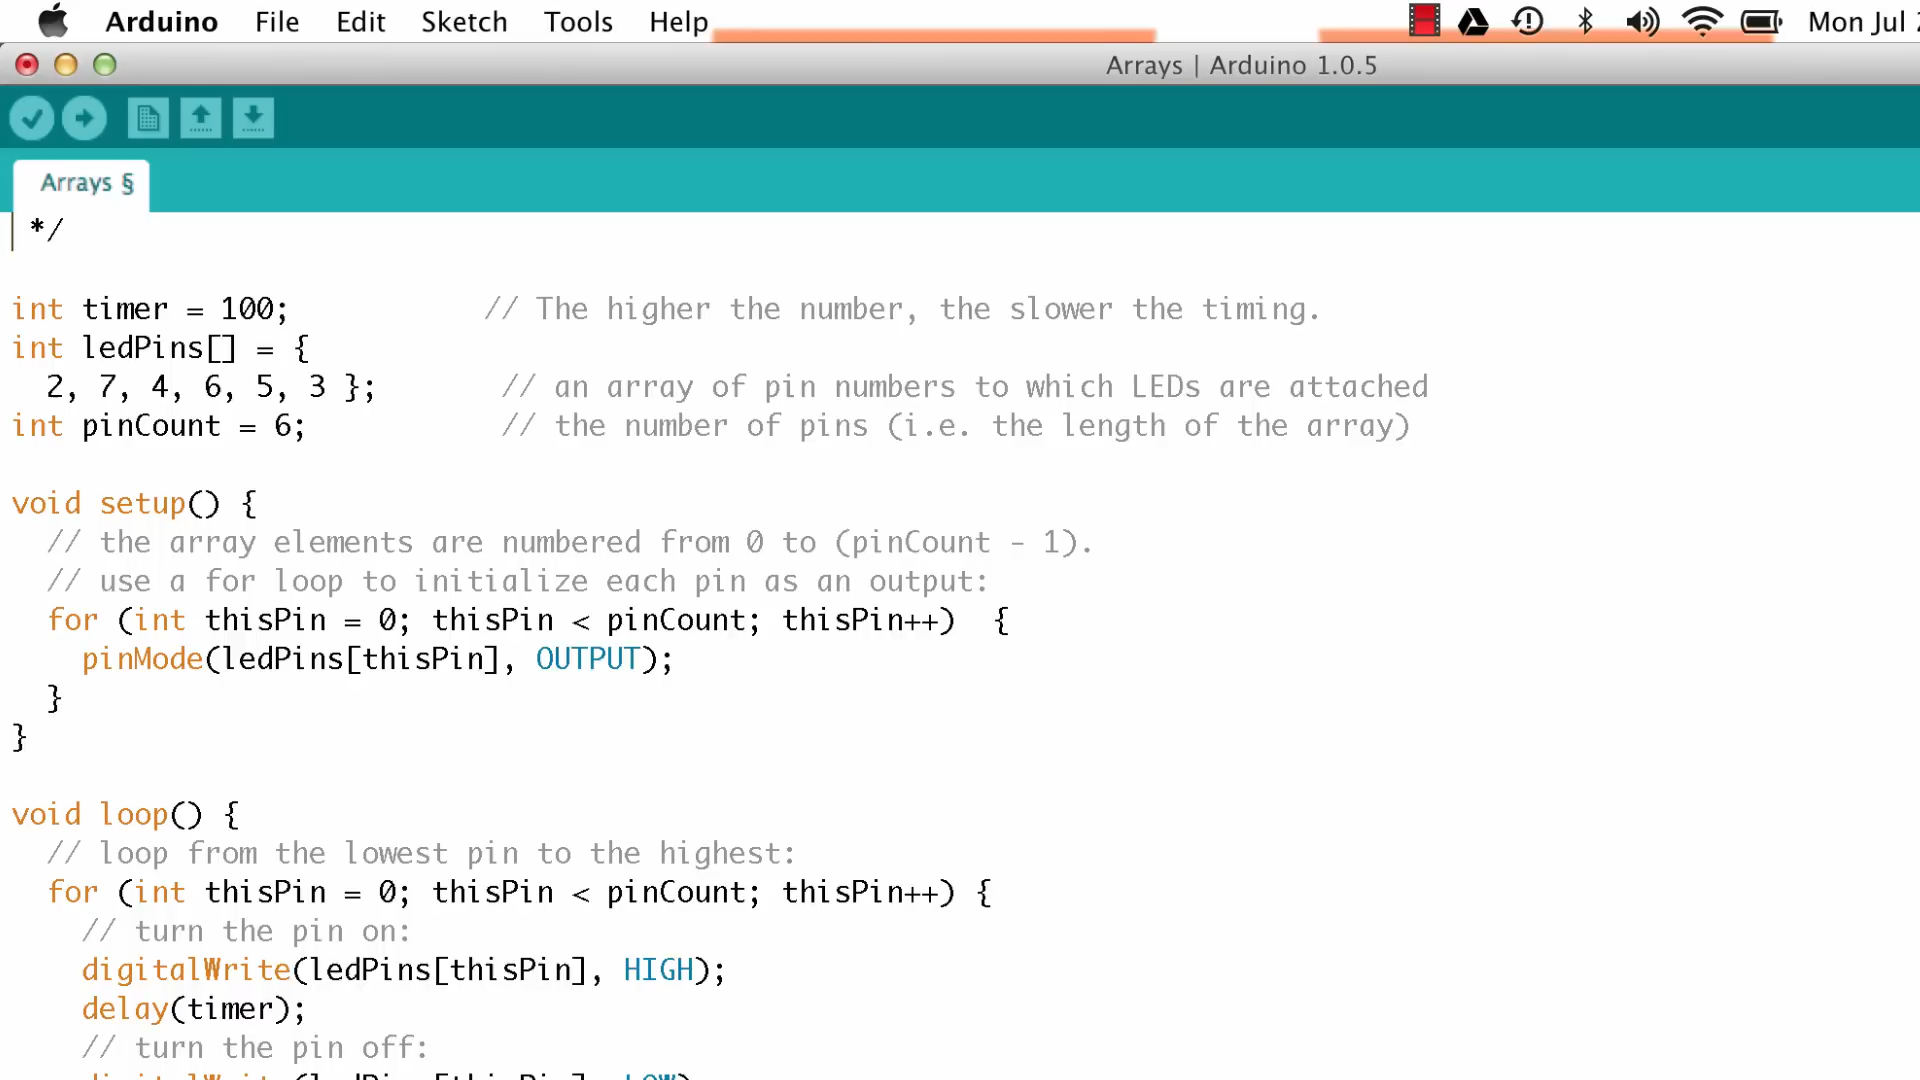 Arduino File Edit Sketch Tools Help Mon Jul
Arrays | Arduino 1.0.5
Arrays §
*/
int timer = 100; // The higher the number, the slower the timing.
int ledPins[] = {
2, 7, 4, 6, 5, 3 }; // an array of pin numbers to which LEDs are attached
int pinCount = 6; // the number of pins (i.e. the length of the array)
void setup() {
// the array elements are numbered from 0 to (pinCount - 1).
// use a for loop to initialize each pin as an output:
for (int thisPin = 0; thisPin < pinCount; thisPin++) {
pinMode(ledPins[thisPin], OUTPUT);
}
}
void loop() {
// loop from the lowest pin to the highest:
for (int thisPin = 0; thisPin < pinCount; thisPin++) {
// turn the pin on:
digitalWrite(ledPins[thisPin], HIGH);
delay(timer);
// turn the pin off:
digitalWrite(ledPins[thisPin], LOW)